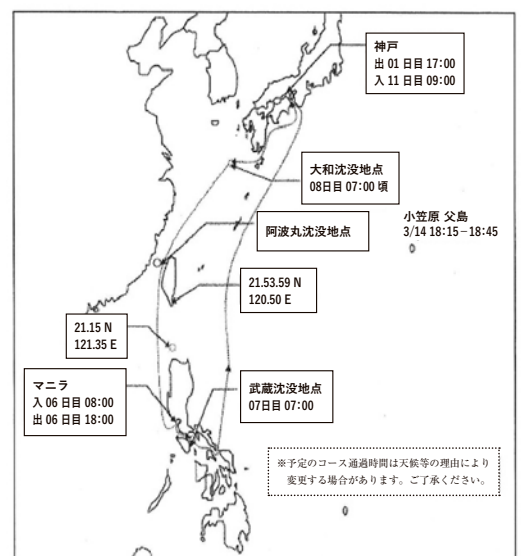 神戸
出 01 日目 17:00
入 11 日目 09:00
大和沈没地点
08日目 07:00 頃
小笠原 父島
3/14 18:15−18:45
阿波丸沈没地点
21.53.59 N
120.50 E
21.15 N
121.35 E
マニラ
入 06 日目 08:00
出 06 日目 18:00
武蔵沈没地点
07日目 07:00
※予定のコース通過時間は天候等の理由により
変更する場合があります。ご了承ください。